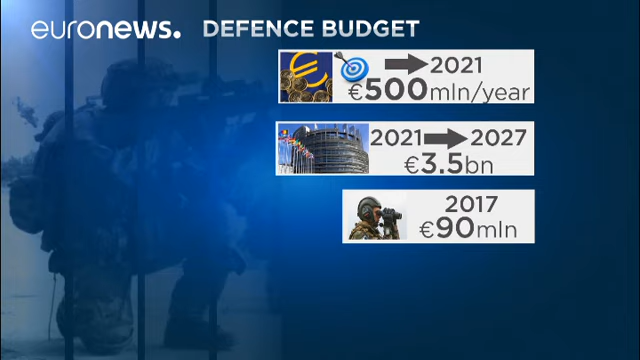 euronews. DEFENCE BUDGET
2021
€500mln/year
2021 2027
€3.5bn
2017
€90mln